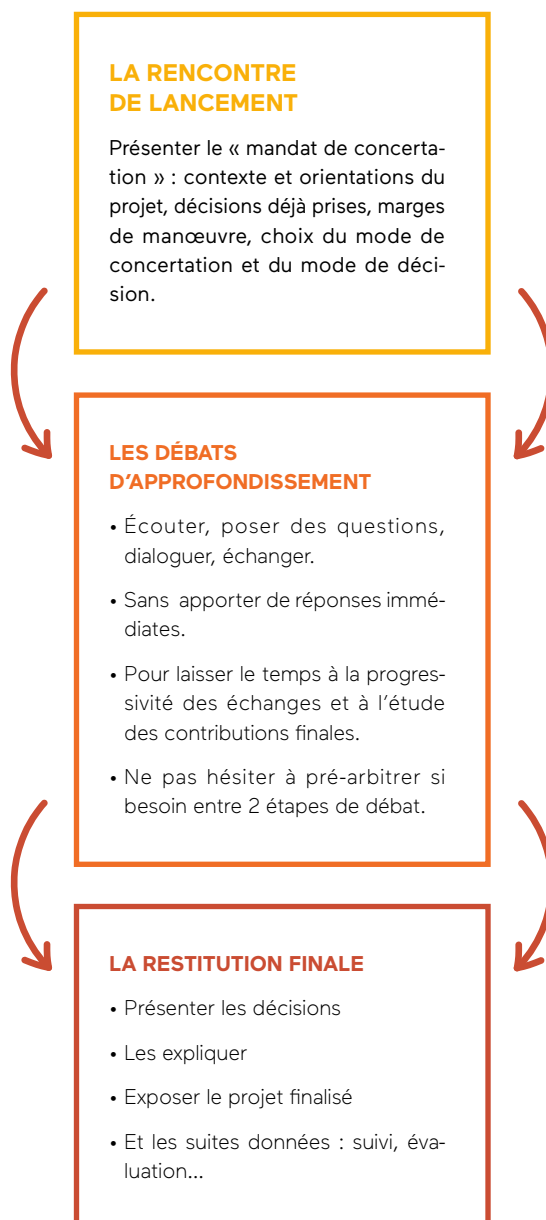 LA RENCONTRE
DE LANCEMENT
Présenter le « mandat de concerta-
tion » : contexte et orientations du
projet, décisions déjà prises, marges
de manœuvre, choix du mode de
concertation et du mode de déci-
sion.
LES DÉBATS
D’APPROFONDISSEMENT
• Écouter, poser des questions,
dialoguer, échanger.
• Sans apporter de réponses immé-
diates.
• Pour laisser le temps à la progres-
sivité des échanges et à l’étude
des contributions finales.
• Ne pas hésiter à pré-arbitrer si
besoin entre 2 étapes de débat.
LA RESTITUTION FINALE
• Présenter les décisions
• Les expliquer
• Exposer le projet finalisé
• Et les suites données : suivi, éva-
luation...